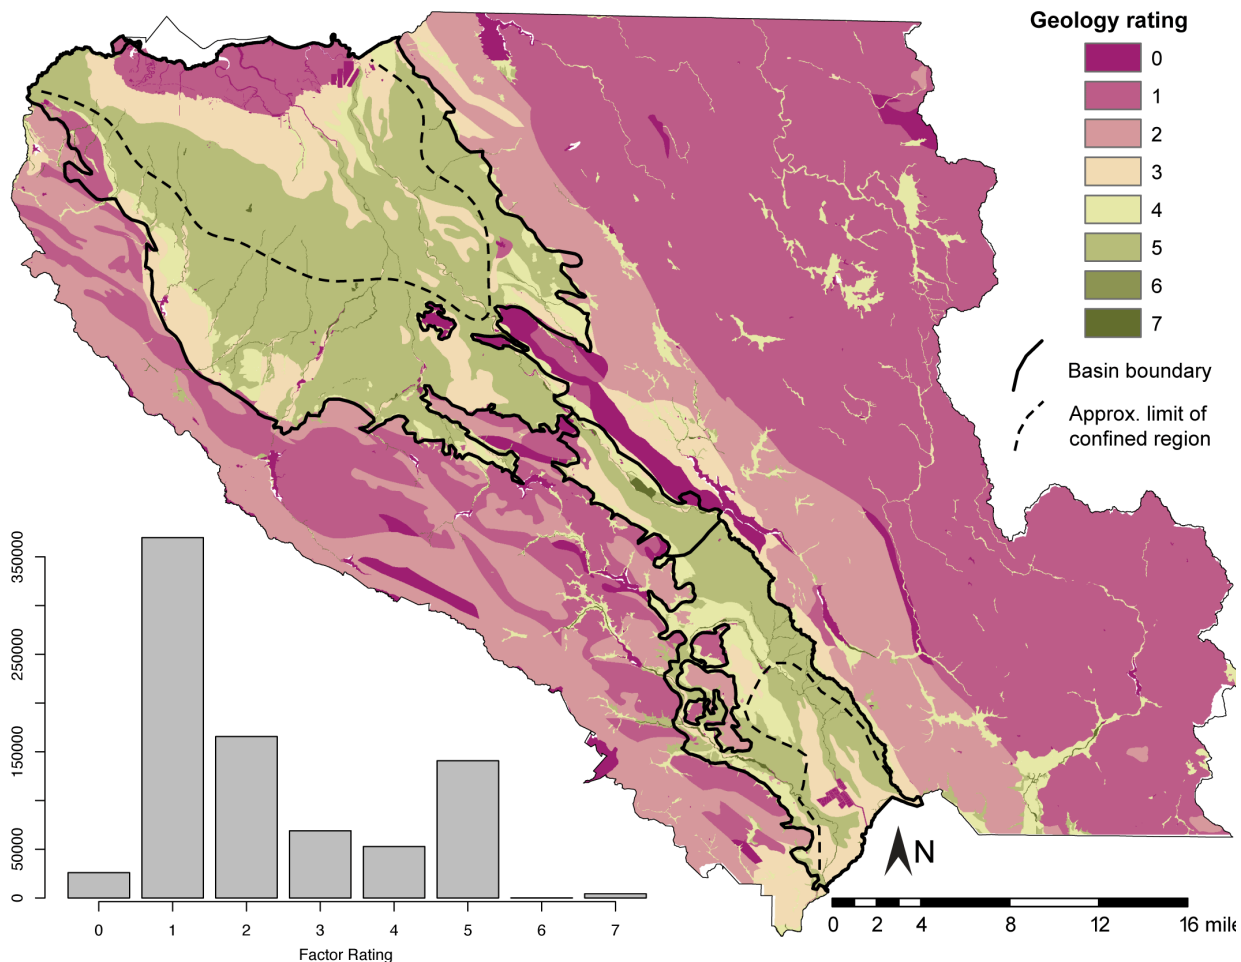 Geology rating
0
1
2
3
4
5
6
7
Basin boundary
Approx. limit of
confined region
350000
250000
150000
50000
0
0 1 2 3 4 5 6 7
Factor Rating
N
0 2 4 8 12 16 mile